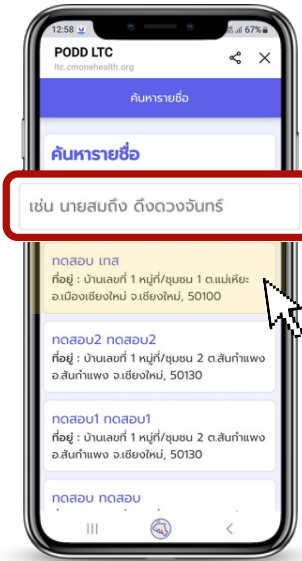 12:58
67%
PODD LTC
ltc.cmonehealth.org
ค้นหารายชื่อ
ค้นหารายชื่อ
เช่น นายสมถึง ดึงดวงจันทร์
ทดสอบ เทส
ที่อยู่ : บ้านเลขที่ 1 หมู่ที่/ชุมชน 1 ต.แม่เหียะ
อ.เมืองเชียงใหม่ จ.เชียงใหม่, 50100
ทดสอบ2 ทดสอบ2
ที่อยู่ : บ้านเลขที่ 1 หมู่ที่/ชุมชน 2 ต.สันกำแพง
อ.สันกำแพง จ.เชียงใหม่, 50130
ทดสอบ1 ทดสอบ1
ที่อยู่ : บ้านเลขที่ 1 หมู่ที่/ชุมชน 2 ต.สันกำแพง
อ.สันกำแพง จ.เชียงใหม่, 50130
ทดสอบ ทดสอบ